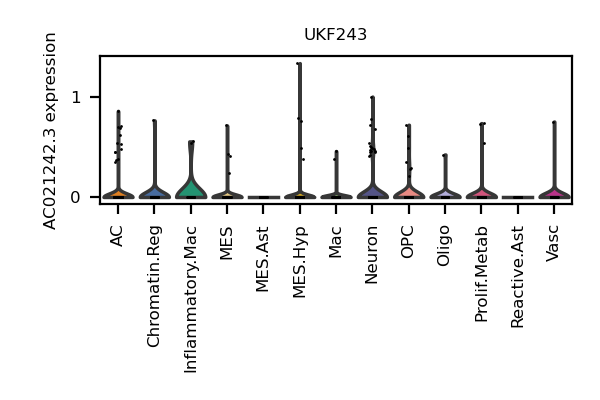 UKF243
AC021242.3 expression
1
0
AC
Chromatin.Reg
Inflammatory.Mac
MES
MES.Ast
MES.Hyp
Mac
Neuron
OPC
Oligo
Prolif.Metab
Reactive.Ast
Vasc